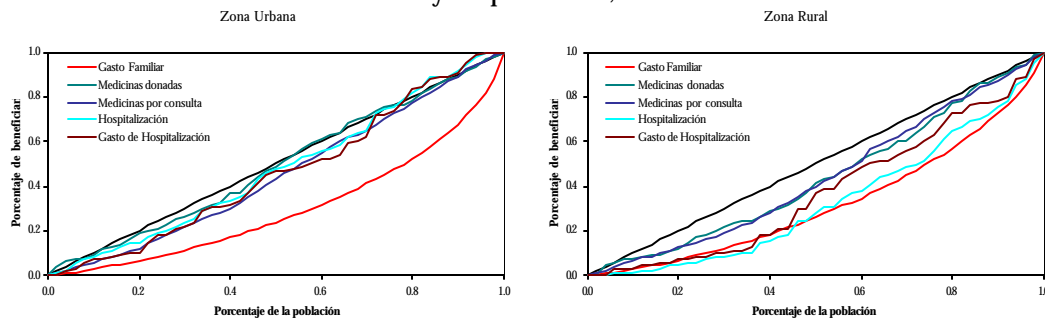 Zona Urbana
Porcentaje de beneficiar
1.0
0.8
0.6
0.4
0.2
0.0
Gasto Familiar
Medicinas donadas
Medicinas por consulta
Hospitalización
Gasto de Hospitalización
0.0 0.2 0.4 0.6 0.8 1.0
Porcentaje de la población
Zona Rural
Porcentaje de beneficiar
1.0
0.8
0.6
0.4
0.2
0.0
Gasto Familiar
Medicinas donadas
Medicinas por consulta
Hospitalización
Gasto de Hospitalización
0.0 0.2 0.4 0.6 0.8 1.0
Porcentaje de la población